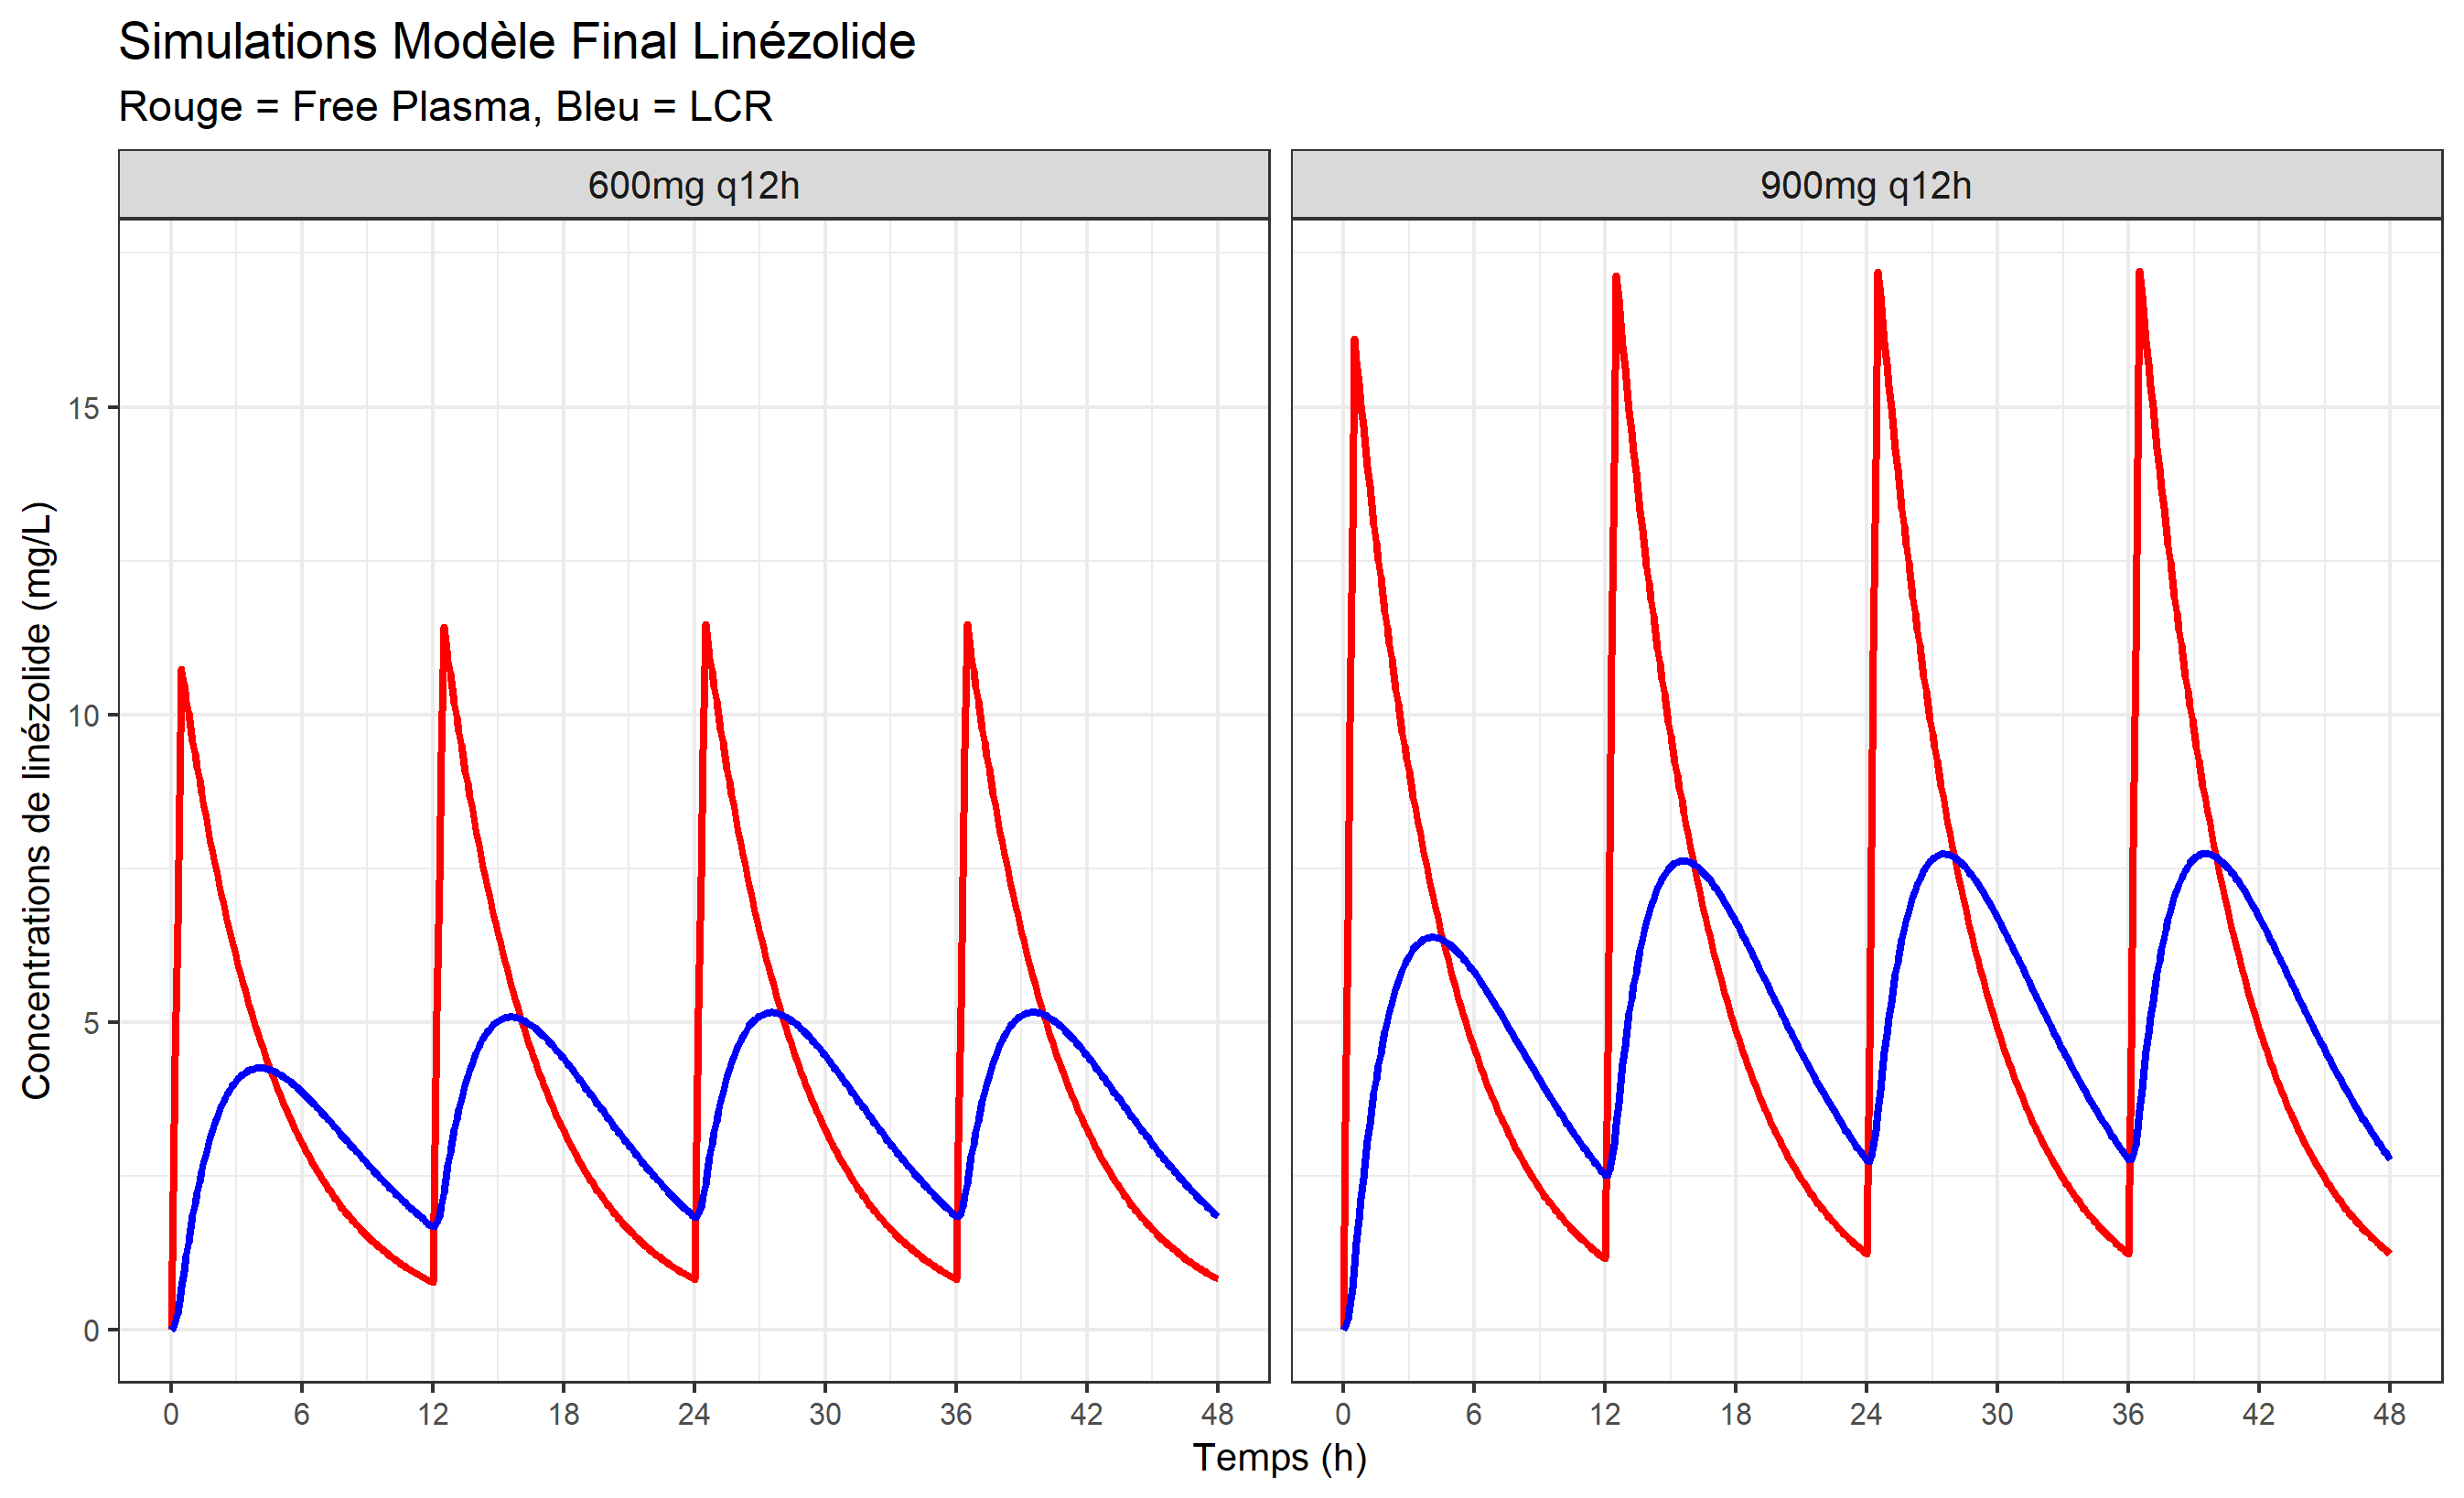 Simulations Modèle Final Linézolide
Rouge = Free Plasma, Bleu = LCR
600mg q12h
900mg q12h
Concentrations de linézolide (mg/L)
15
10
5
0
0 6 12 18 24 30 36 42 48
0 6 12 18 24 30 36 42 48
Temps (h)